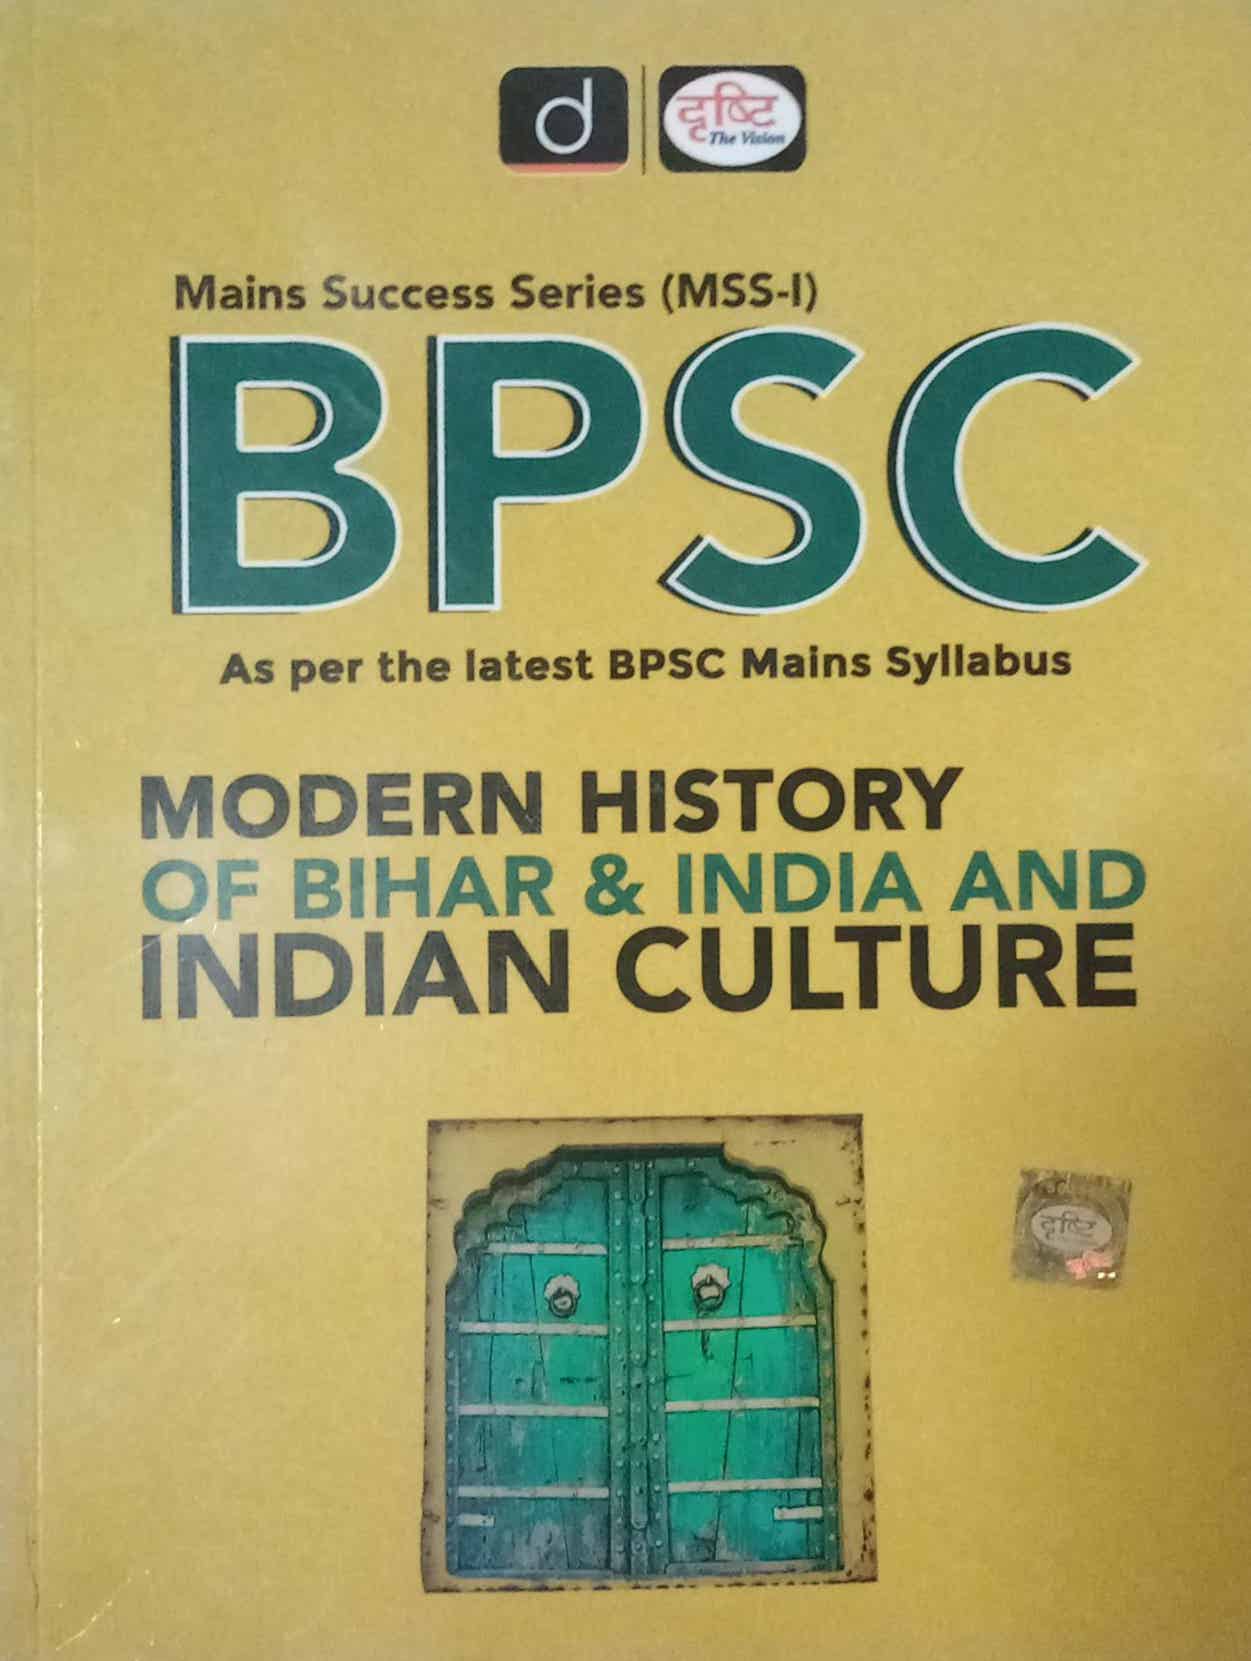 d
दृष्टि
The Vision
Mains Success Series (MSS-I)
BPSC
As per the latest BPSC Mains Syllabus
MODERN HISTORY
OF BIHAR & INDIA AND
INDIAN CULTURE
दृष्टि